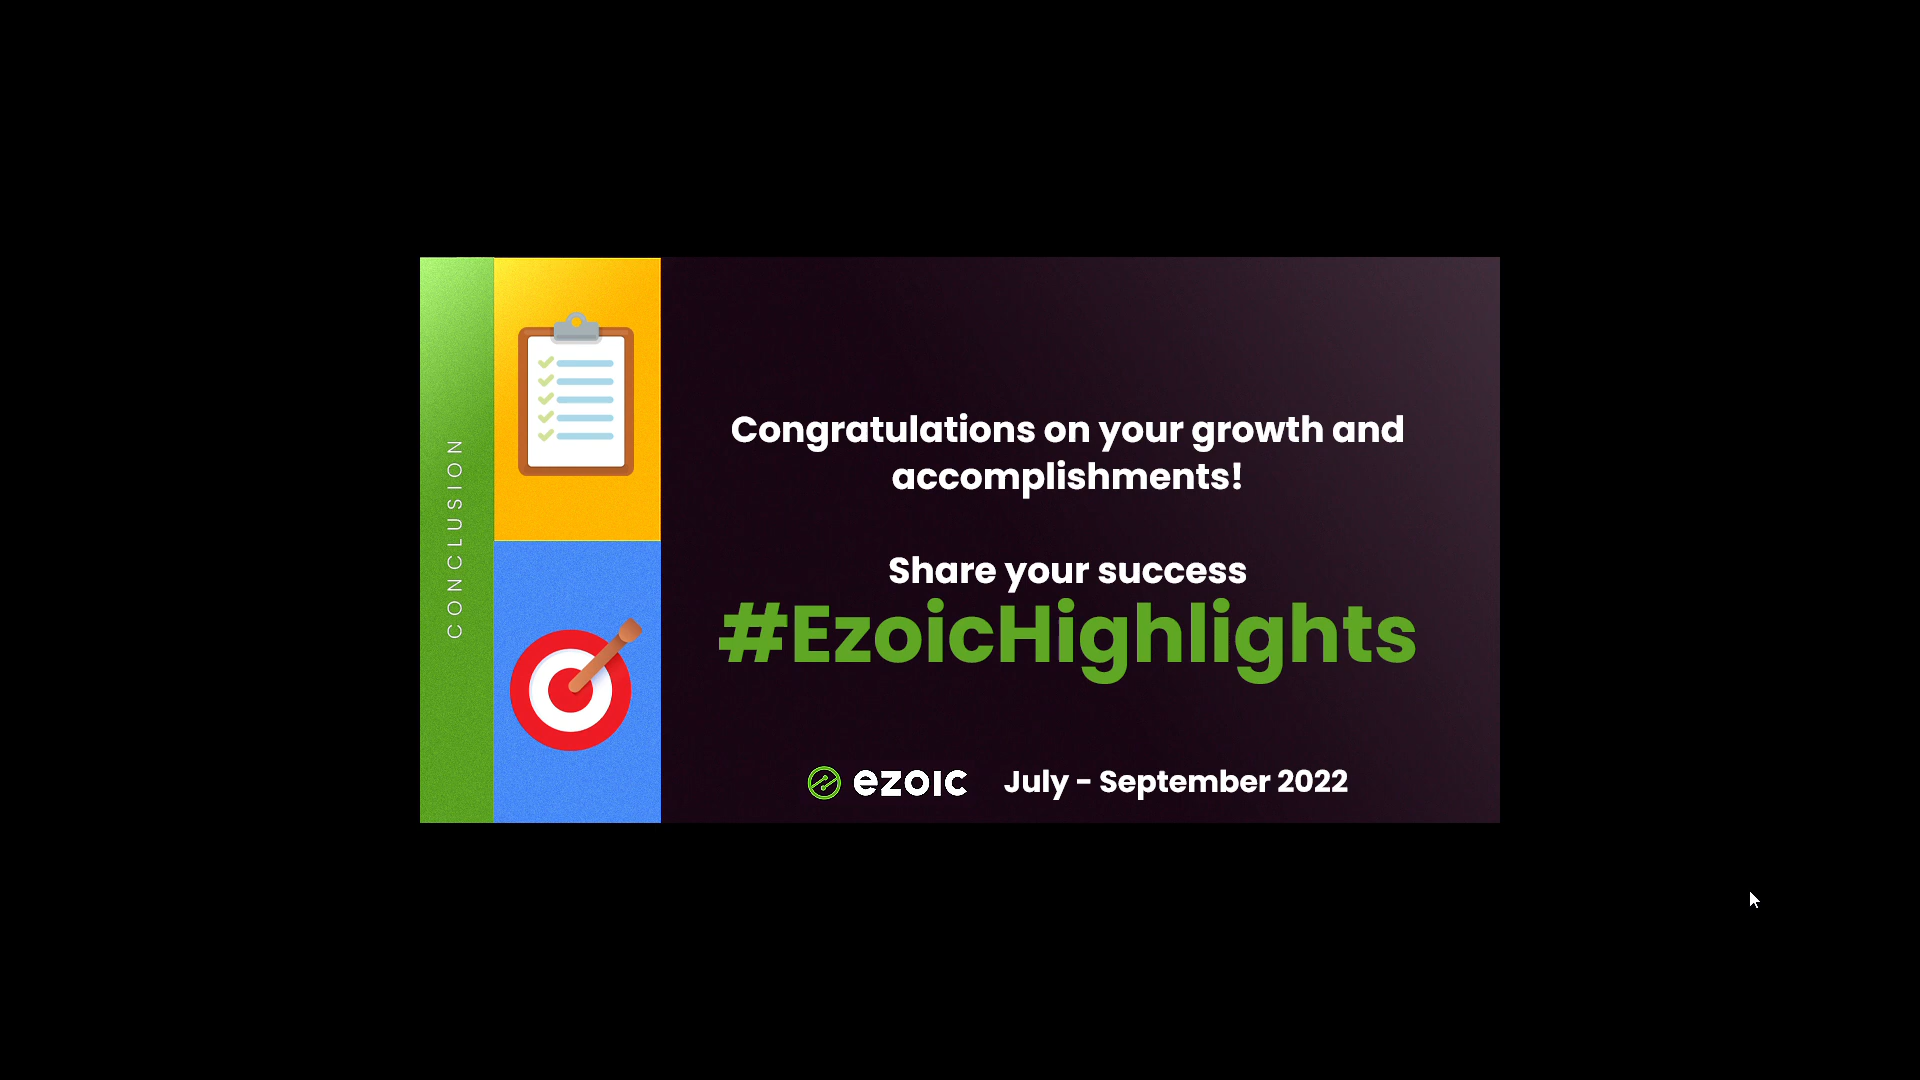 CONCLUSION
Congratulations on your growth and
accomplishments!
Share your success
#EzoicHighlights
ezoic July - September 2022